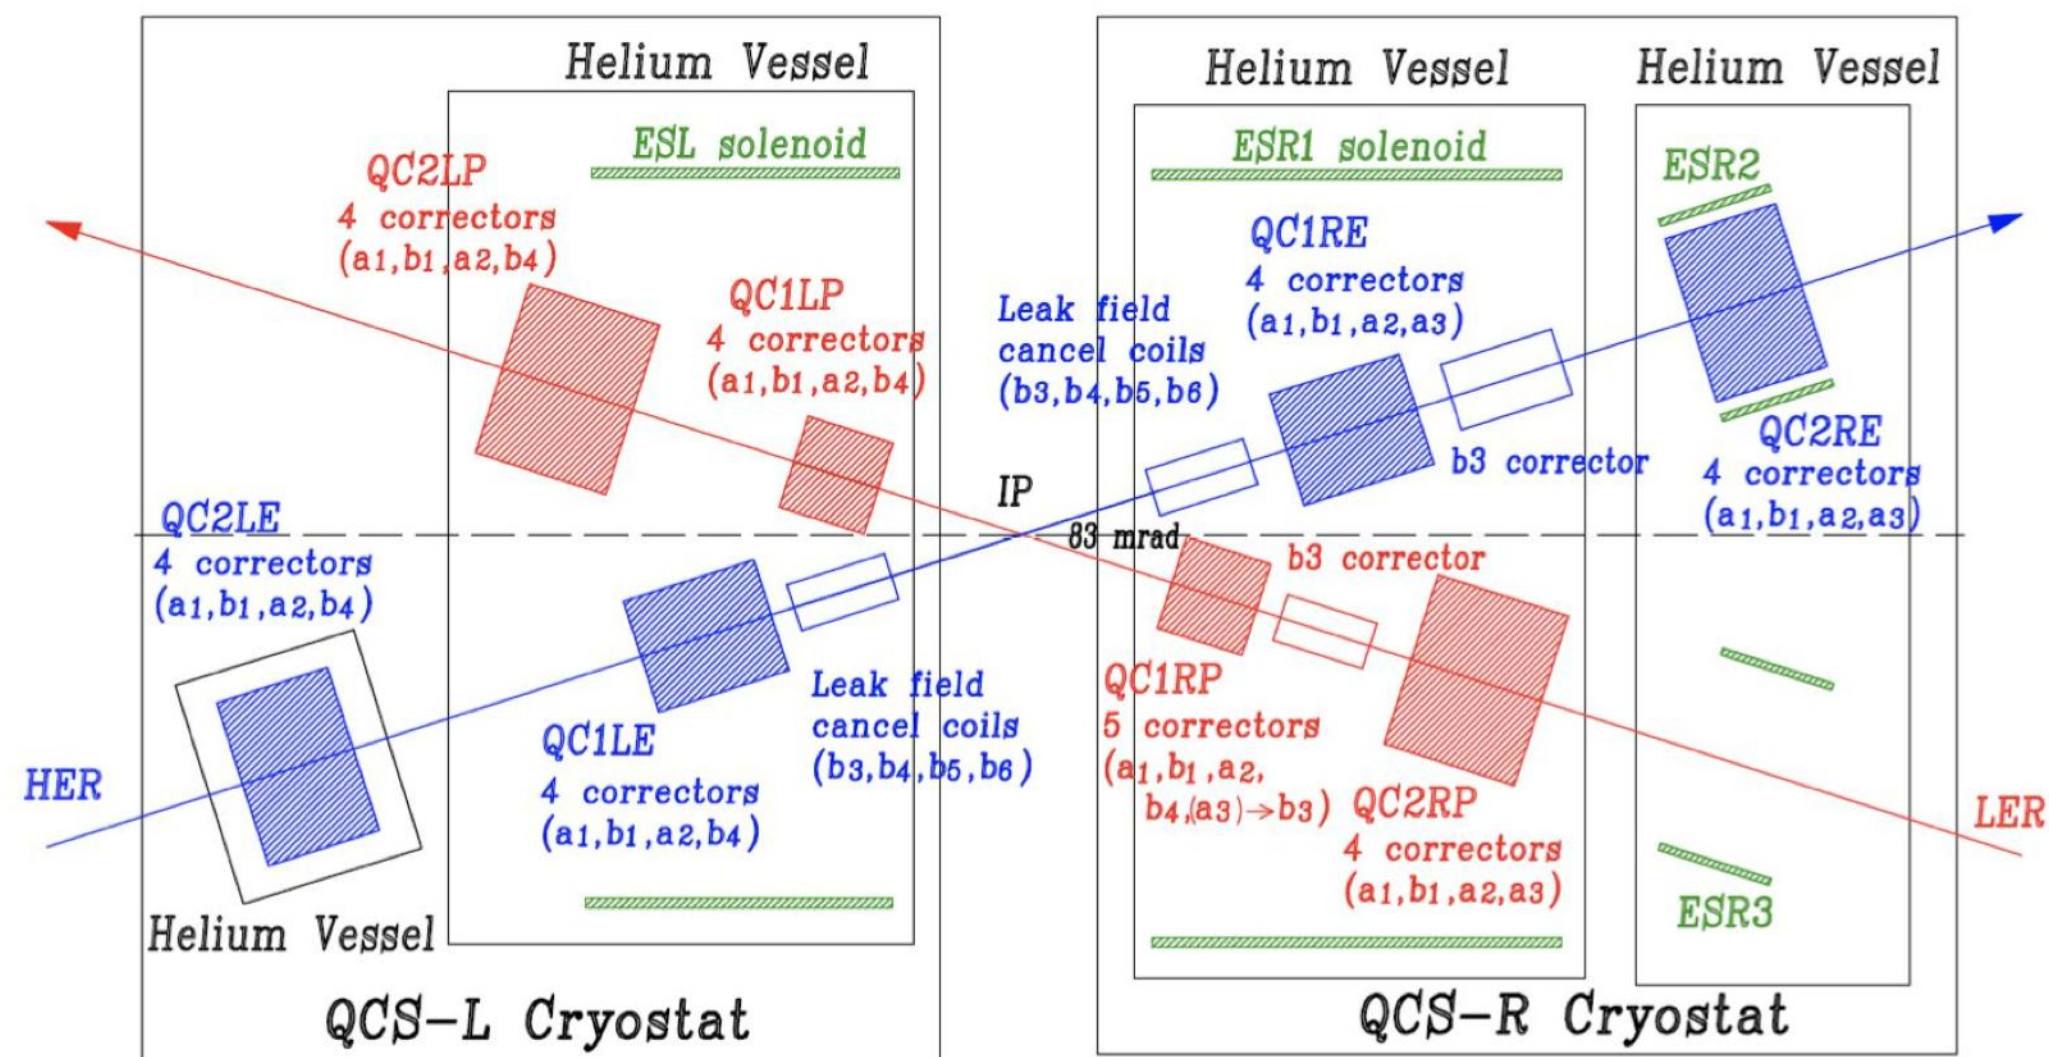 Helium Vessel
ESL solenoid
QC2LP
4 correctors
(a1,b1,a2,b4)
QC1LP
4 correctors
(a1,b1,a2,b4)
QC2LE
4 correctors
(a1,b1,a2,b4)
HER
Helium Vessel
QC1LE
4 correctors
(a1,b1,a2,b4)
Leak field
cancel coils
(b3,b4,b5,b6)
QCS-L Cryostat
IP
83 mrad
Helium Vessel
Helium Vessel
ESR1 solenoid
ESR2
QC1RE
4 correctors
(a1,b1,a2,a3)
Leak field
cancel coils
(b3,b4,b5,b6)
b3 corrector
QC2RE
4 correctors
(a1,b1,a2,a3)
b3 corrector
QC1RP
5 correctors
(a1,b1,a2,
b4,(a3)→b3)
QC2RP
4 correctors
(a1,b1,a2,a3)
LER
ESR3
QCS-R Cryostat